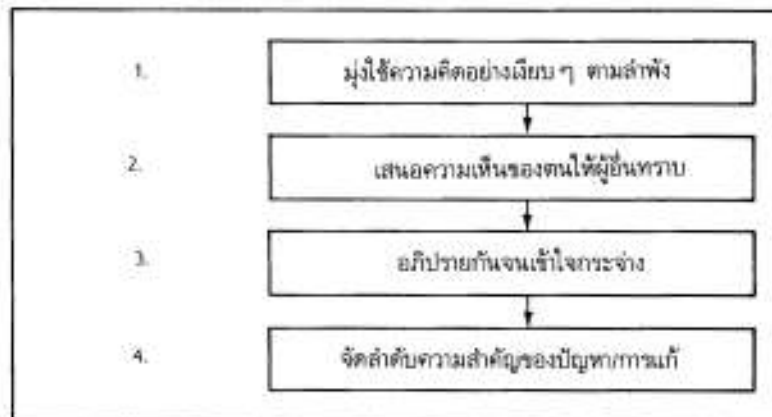 1. มุ่งใช้ความคิดอย่างเงียบ ๆ ตามลำพัง
2. เสนอความเห็นของตนให้ผู้อื่นทราบ
3. อภิปรายกันจนเข้าใจกระจ่าง
4. จัดลำดับความสำคัญของปัญหา/การแก้